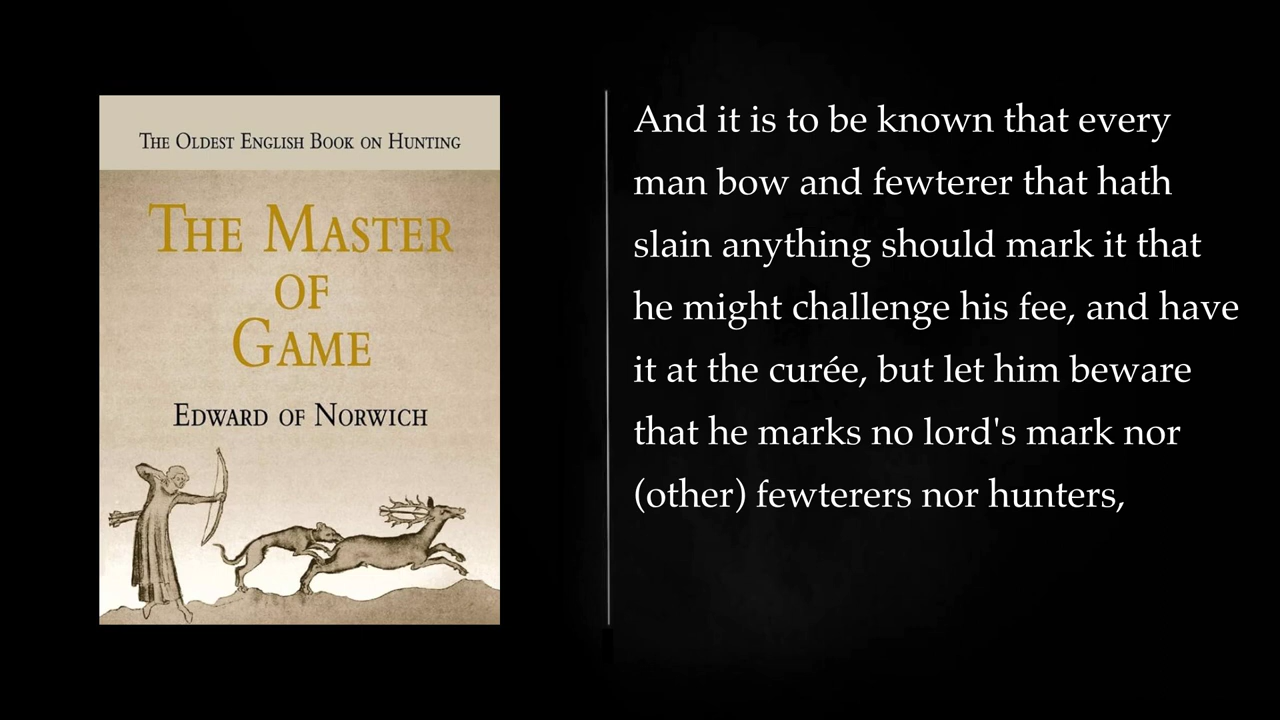 The Oldest English Book on Hunting
The Master
of
Game
Edward of Norwich
And it is to be known that every
man bow and fewterer that hath
slain anything should mark it that
he might challenge his fee, and have
it at the curée, but let him beware
that he marks no lord's mark nor
(other) fewterers nor hunters,